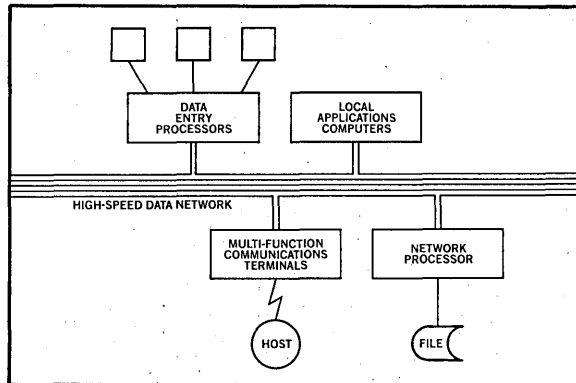 DATA
ENTRY
PROCESSORS
LOCAL
APPLICATIONS
COMPUTERS
HIGH-SPEED DATA NETWORK
MULTI-FUNCTION
COMMUNICATIONS
TERMINALS
NETWORK
PROCESSOR
HOST
FILE